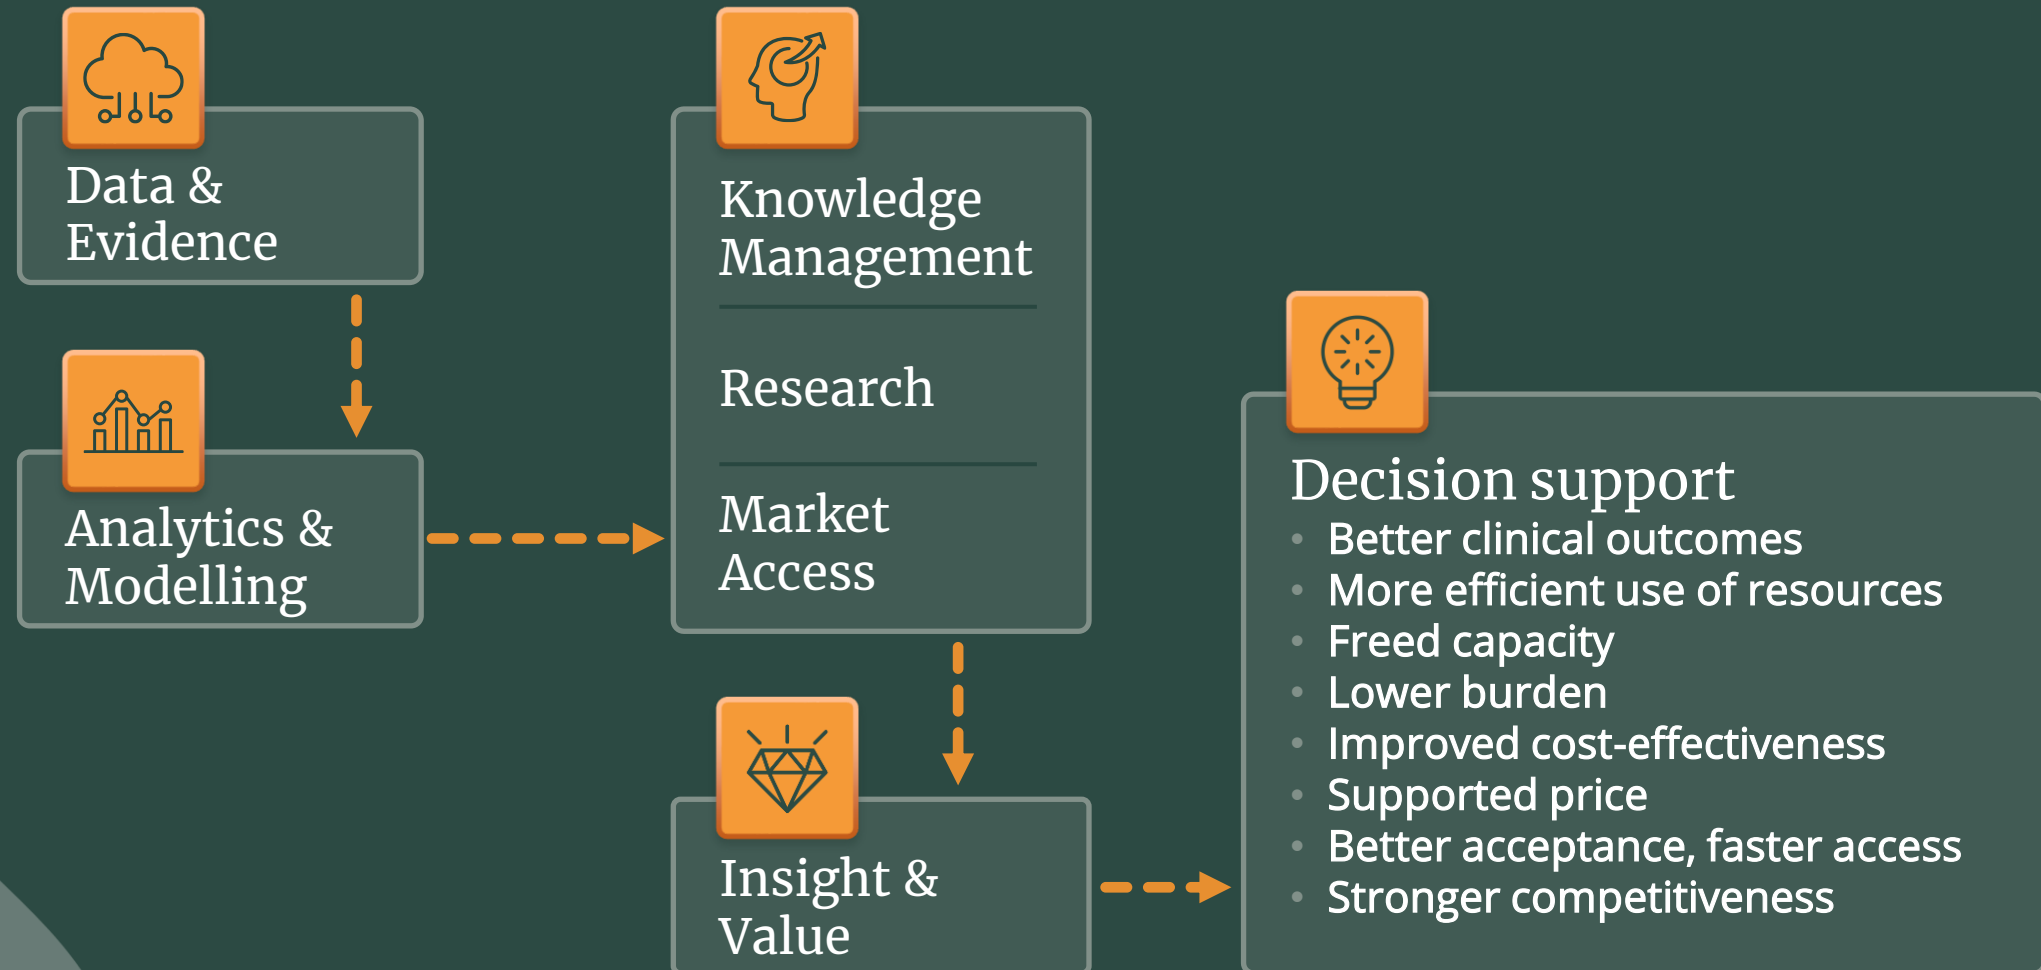 Data &
Evidence
Analytics &
Modelling
Knowledge
Management
Research
Market
Access
Insight &
Value
Decision support
• Better clinical outcomes
• More efficient use of resources
• Freed capacity
• Lower burden
• Improved cost-effectiveness
• Supported price
• Better acceptance, faster access
• Stronger competitiveness